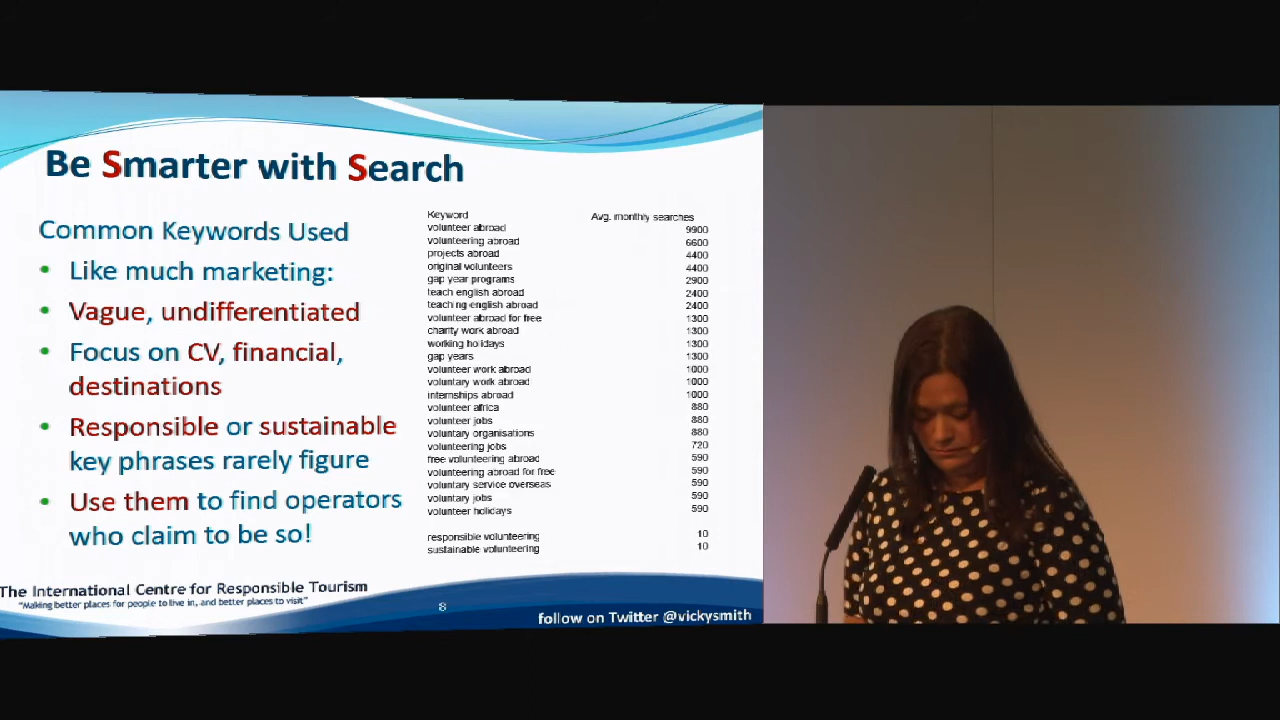 Be Smarter with Search
Common Keywords Used
• Like much marketing:
• Vague, undifferentiated
• Focus on CV, financial,
destinations
• Responsible or sustainable
key phrases rarely figure
• Use them to find operators
who claim to be so!
Keyword Avg. monthly searches
volunteer abroad 9900
volunteering abroad 6600
projects abroad 4400
original volunteers 4400
gap year programs 2900
teach english abroad 2400
teaching english abroad 2400
volunteer abroad for free 1300
charity work abroad 1300
working holidays 1300
gap years 1300
volunteer work abroad 1000
voluntary work abroad 1000
internships abroad 1000
volunteer africa 880
volunteer jobs 880
voluntary organisations 880
volunteering jobs 720
free volunteering abroad 590
volunteering abroad for free 590
voluntary service overseas 590
voluntary jobs 590
volunteer holidays 590
responsible volunteering 10
sustainable volunteering 10
The International Centre for Responsible Tourism
"Making better places for people to live in, and better places to visit"
8
follow on Twitter @vickysmith